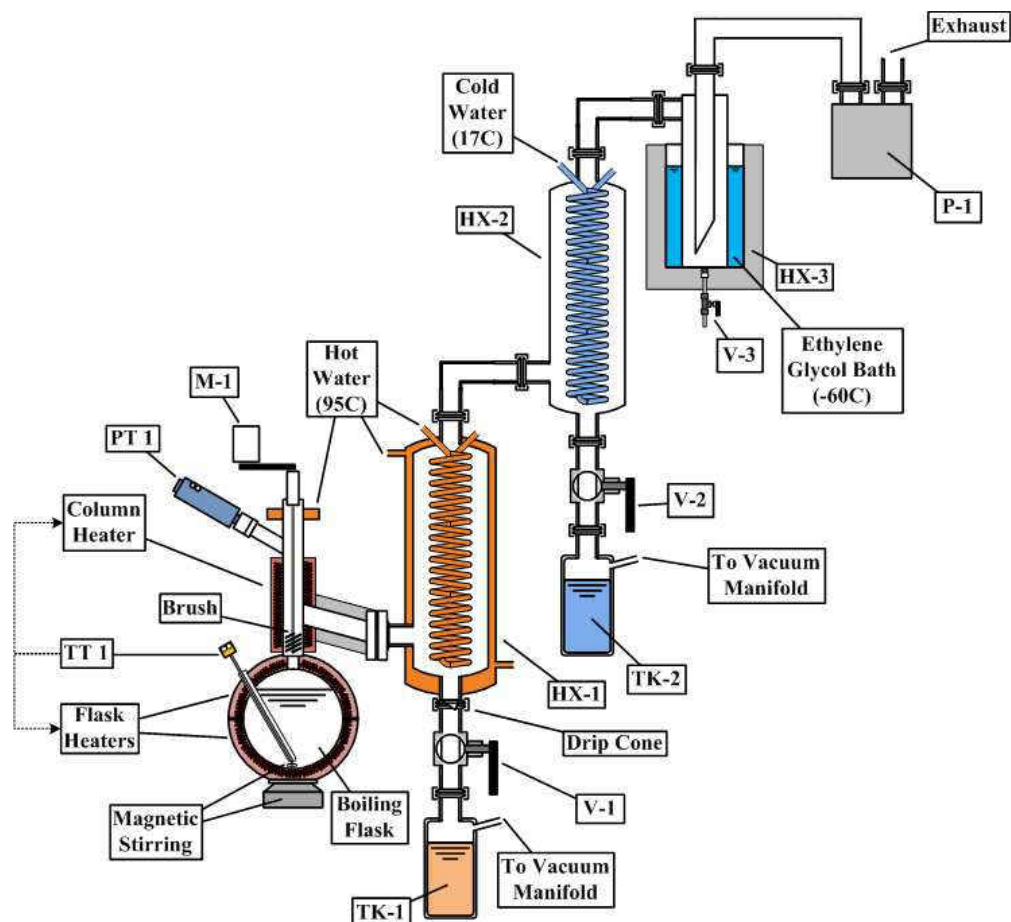 Exhaust
Cold
Water
(17C)
P-1
HX-2
HX-3
V-3
Ethylene
Glycol Bath
(-60C)
Hot
Water
(95C)
M-1
PT 1
Column
Heater
V-2
To Vacuum
Manifold
Brush
TT 1
TK-2
HX-1
Flask
Heaters
Drip Cone
Magnetic
Stirring
Boiling
Flask
V-1
To Vacuum
Manifold
TK-1